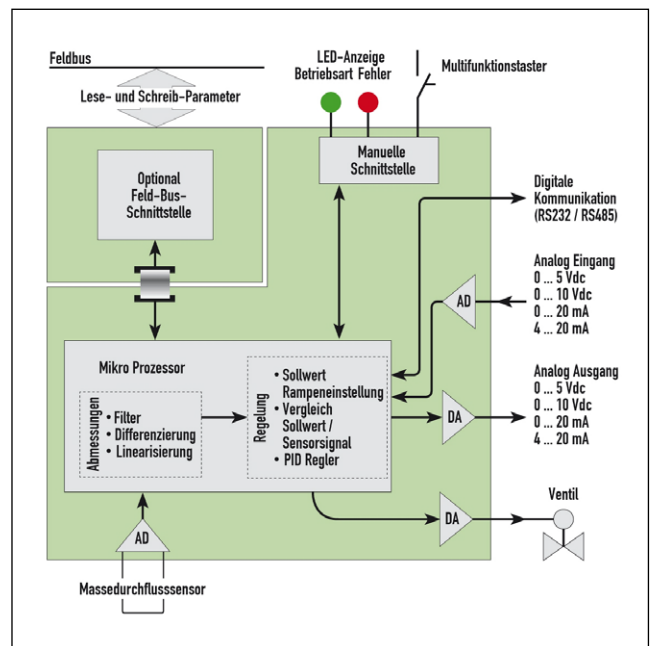 Feldbus
Lese- und Schreib-Parameter
LED-Anzeige
Betriebsart Fehler
Multifunktionstaster
Optional
Feld-Bus-
Schnittstelle
Manuelle
Schnittstelle
Digitale
Kommunikation
(RS232 / RS485)
Analog Eingang
0 ... 5 Vdc
0 ... 10 Vdc
0 ... 20 mA
4 ... 20 mA
AD
Mikro Prozessor
Abmessungen
• Filter
• Differenzierung
• Linearisierung
Regelung
• Sollwert
Rampeneinstellung
• Vergleich
Sollwert /
Sensorsignal
• PID Regler
DA
Analog Ausgang
0 ... 5 Vdc
0 ... 10 Vdc
0 ... 20 mA
4 ... 20 mA
DA
Ventil
AD
Massedurchflusssensor